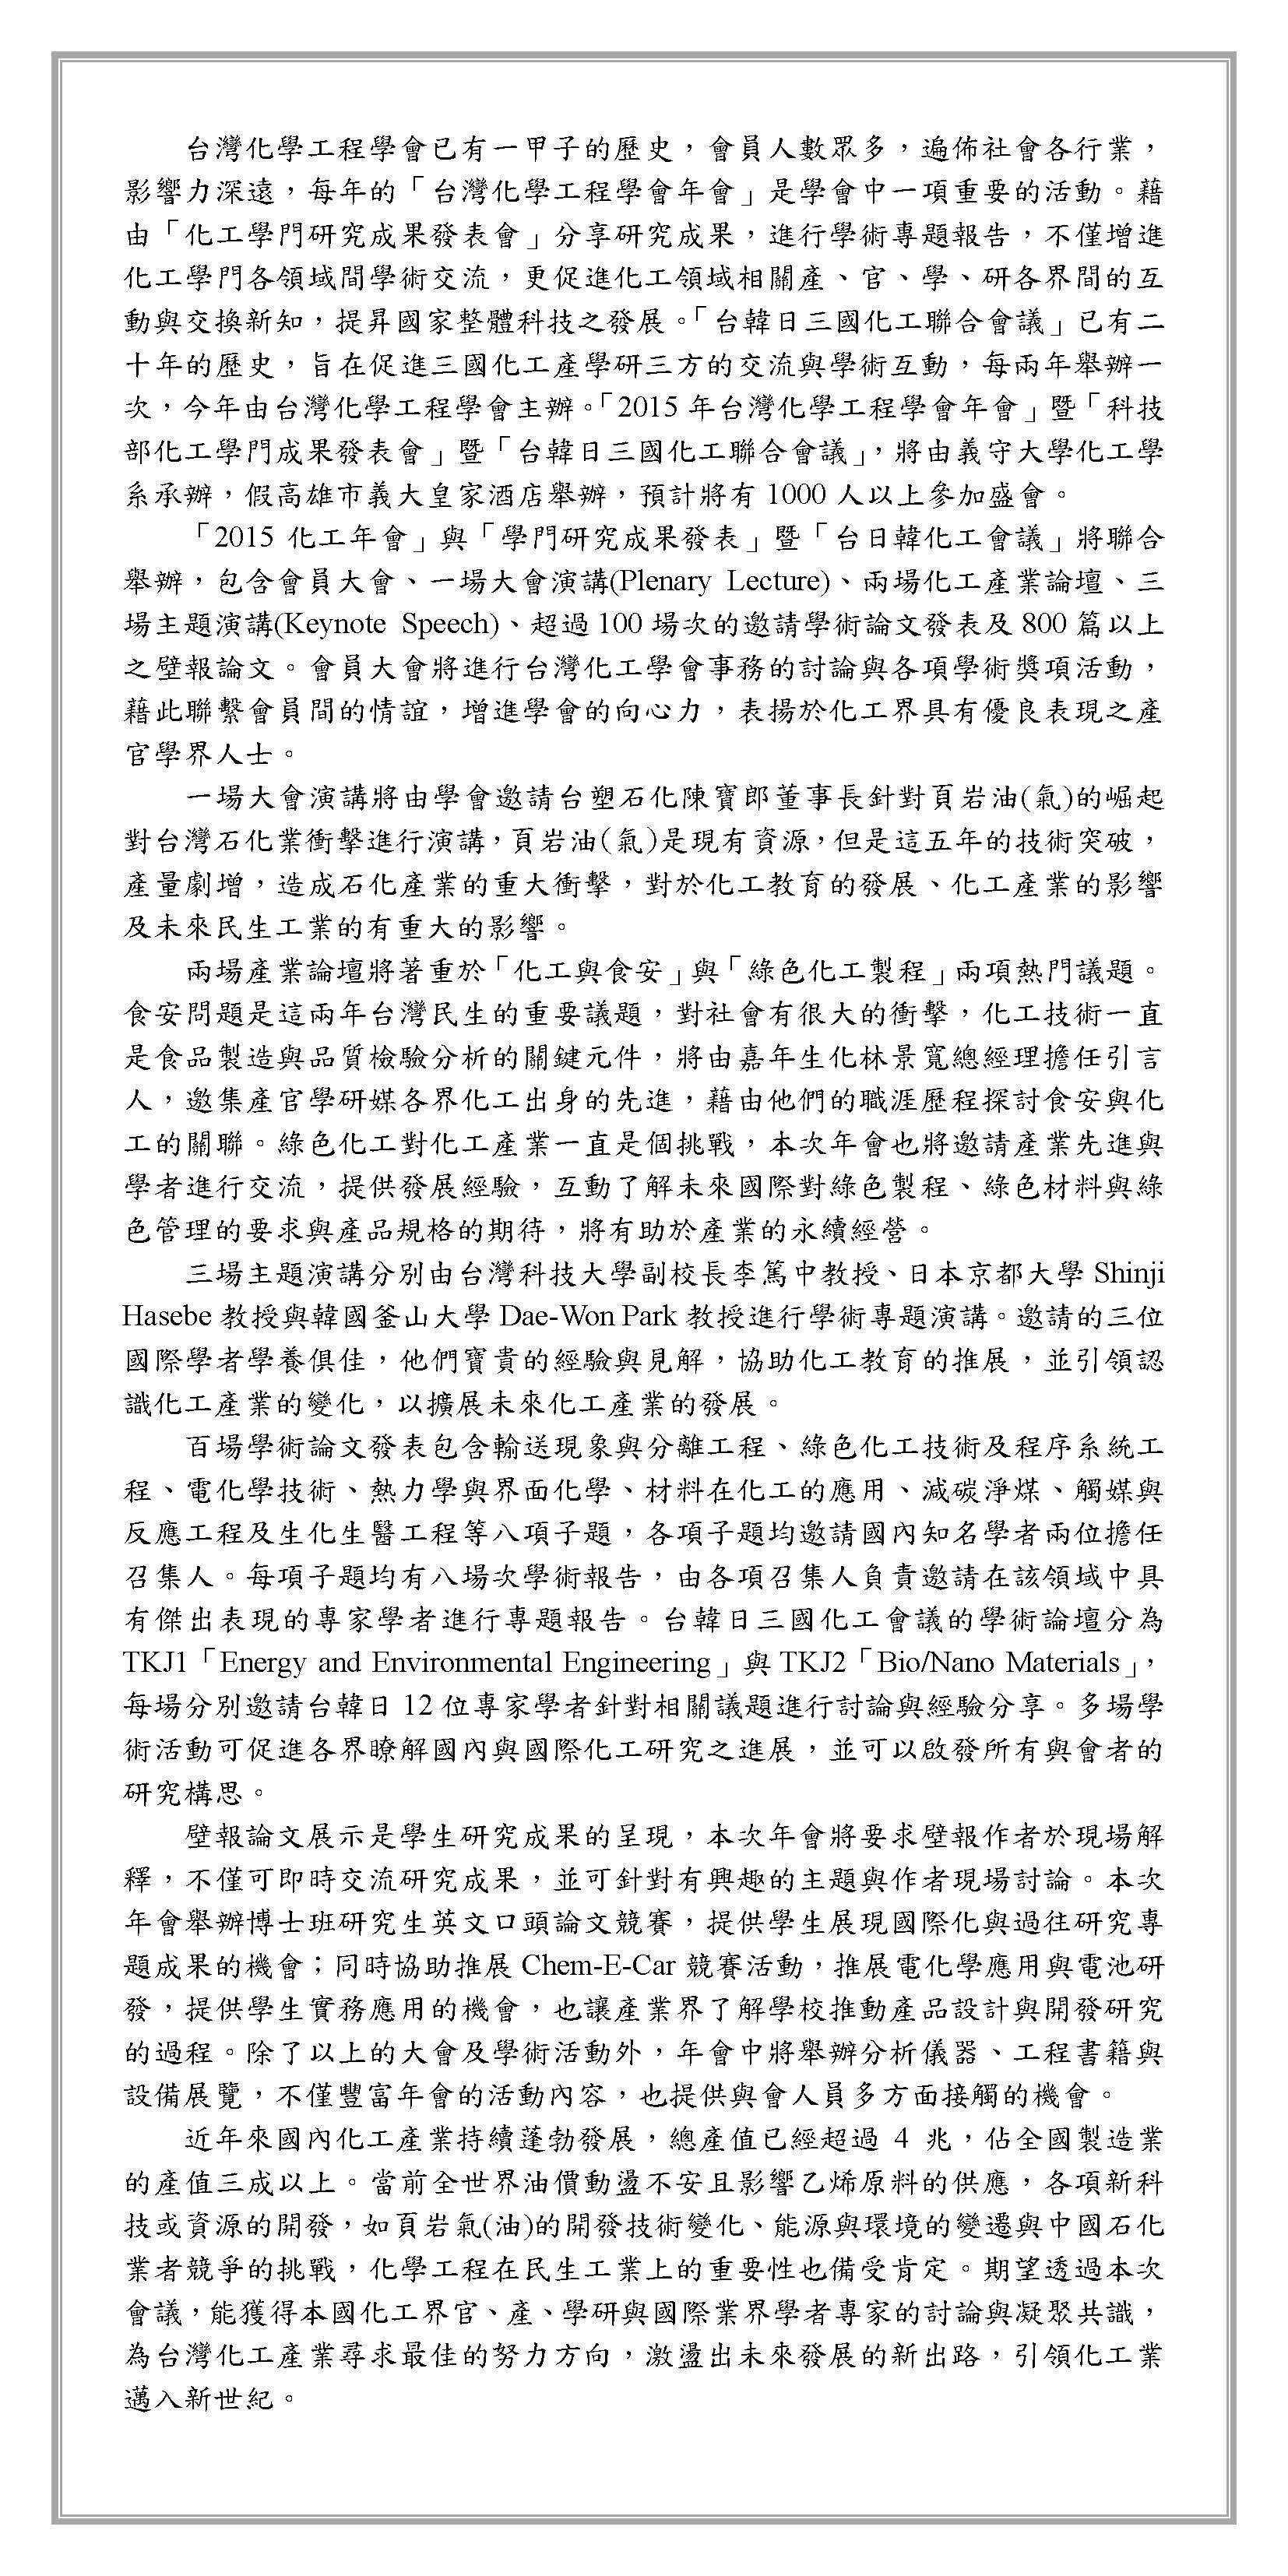 台灣化學工程學會已有一甲子的歷史，會員人數眾多，遍佈社會各行業，
影響力深遠，每年的「台灣化學工程學會年會」是學會中一項重要的活動。藉
由「化工學門研究成果發表會」分享研究成果，進行學術專題報告，不僅增進
化工學門各領域間學術交流，更促進化工領域相關產、官、學、研各界間的互
動與交換新知，提昇國家整體科技之發展。「台韓日三國化工聯合會議」已有二
十年的歷史，旨在促進三國化工產學研三方的交流與學術互動，每兩年舉辦一
次，今年由台灣化學工程學會主辦。「2015 年台灣化學工程學會年會」暨「科技
部化工學門成果發表會」暨「台韓日三國化工聯合會議」，將由義守大學化工學
系承辦，假高雄市義大皇家酒店舉辦，預計將有 1000 人以上參加盛會。
「2015 化工年會」與「學門研究成果發表」暨「台日韓化工會議」將聯合
舉辦，包含會員大會、一場大會演講(Plenary Lecture)、兩場化工產業論壇、三
場主題演講(Keynote Speech)、超過 100 場次的邀請學術論文發表及 800 篇以上
之壁報論文。會員大會將進行台灣化工學會事務的討論與各項學術獎項活動，
藉此聯繫會員間的情誼，增進學會的向心力，表揚於化工界具有優良表現之產
官學界人士。
一場大會演講將由學會邀請台塑石化陳寶郎董事長針對頁岩油(氣)的崛起
對台灣石化業衝擊進行演講，頁岩油(氣)是現有資源，但是這五年的技術突破，
產量劇增，造成石化產業的重大衝擊，對於化工教育的發展、化工產業的影響
及未來民生工業的有重大的影響。
兩場產業論壇將著重於「化工與食安」與「綠色化工製程」兩項熱門議題。
食安問題是這兩年台灣民生的重要議題，對社會有很大的衝擊，化工技術一直
是食品製造與品質檢驗分析的關鍵元件，將由嘉年生化林景寬總經理擔任引言
人，邀集產官學研媒各界化工出身的先進，藉由他們的職涯歷程探討食安與化
工的關聯。綠色化工對化工產業一直是個挑戰，本次年會也將邀請產業先進與
學者進行交流，提供發展經驗，互動了解未來國際對綠色製程、綠色材料與綠
色管理的要求與產品規格的期待，將有助於產業的永續經營。
三場主題演講分別由台灣科技大學副校長李篤中教授、日本京都大學 Shinji
Hasebe 教授與韓國釜山大學 Dae-Won Park 教授進行學術專題演講。邀請的三位
國際學者學養俱佳，他們寶貴的經驗與見解，協助化工教育的推展，並引領認
識化工產業的變化，以擴展未來化工產業的發展。
百場學術論文發表包含輸送現象與分離工程、綠色化工技術及程序系統工
程、電化學技術、熱力學與界面化學、材料在化工的應用、減碳淨煤、觸媒與
反應工程及生化生醫工程等八項子題，各項子題均邀請國內知名學者兩位擔任
召集人。每項子題均有八場次學術報告，由各項召集人負責邀請在該領域中具
有傑出表現的專家學者進行專題報告。台韓日三國化工會議的學術論壇分為
TKJ1「Energy and Environmental Engineering」與 TKJ2「Bio/Nano Materials」，
每場分別邀請台韓日 12 位專家學者針對相關議題進行討論與經驗分享。多場學
術活動可促進各界瞭解國內與國際化工研究之進展，並可以啟發所有與會者的
研究構思。
壁報論文展示是學生研究成果的呈現，本次年會將要求壁報作者於現場解
釋，不僅可即時交流研究成果，並可針對有興趣的主題與作者現場討論。本次
年會舉辦博士班研究生英文口頭論文競賽，提供學生展現國際化與過往研究專
題成果的機會；同時協助推展 Chem-E-Car 競賽活動，推展電化學應用與電池研
發，提供學生實務應用的機會，也讓產業界了解學校推動產品設計與開發研究
的過程。除了以上的大會及學術活動外，年會中將舉辦分析儀器、工程書籍與
設備展覽，不僅豐富年會的活動內容，也提供與會人員多方面接觸的機會。
近年來國內化工產業持續蓬勃發展，總產值已經超過 4 兆，佔全國製造業
的產值三成以上。當前全世界油價動盪不安且影響乙烯原料的供應，各項新科
技或資源的開發，如頁岩氣(油)的開發技術變化、能源與環境的變遷與中國石化
業者競爭的挑戰，化學工程在民生工業上的重要性也備受肯定。期望透過本次
會議，能獲得本國化工界官、產、學研與國際業界學者專家的討論與凝聚共識，
為台灣化工產業尋求最佳的努力方向，激盪出未來發展的新出路，引領化工業
邁入新世紀。